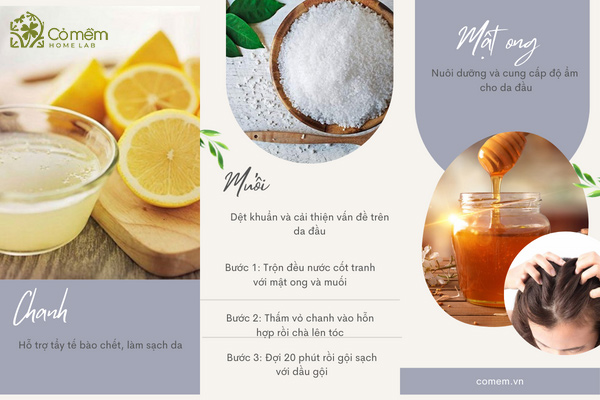 Cỏ mềm
HOME LAB
Chanh
Hỗ trợ tẩy tế bào chết, làm sạch da
Muối
Dệt khuẩn và cải thiện vấn đề trên
da đầu
Bước 1: Trộn đều nước cốt tranh
với mật ong và muối
Bước 2: Thấm vỏ chanh vào hỗn
hợp rồi chà lên tóc
Bước 3: Đợi 20 phút rồi gội sạch
với dầu gội
Mật ong
Nuôi dưỡng và cung cấp độ ẩm
cho da đầu
comem.vn